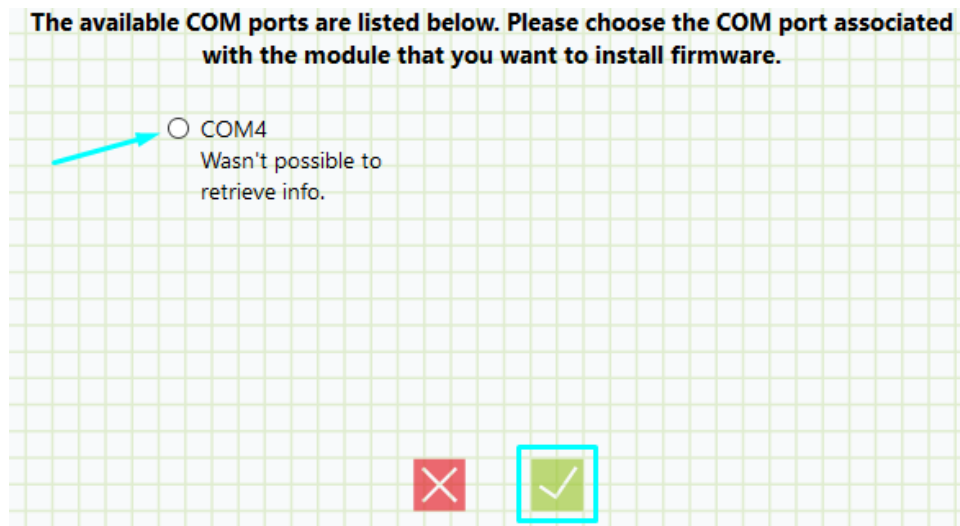 The available COM ports are listed below. Please choose the COM port associated
with the module that you want to install firmware.
COM4
Wasn't possible to
retrieve info.